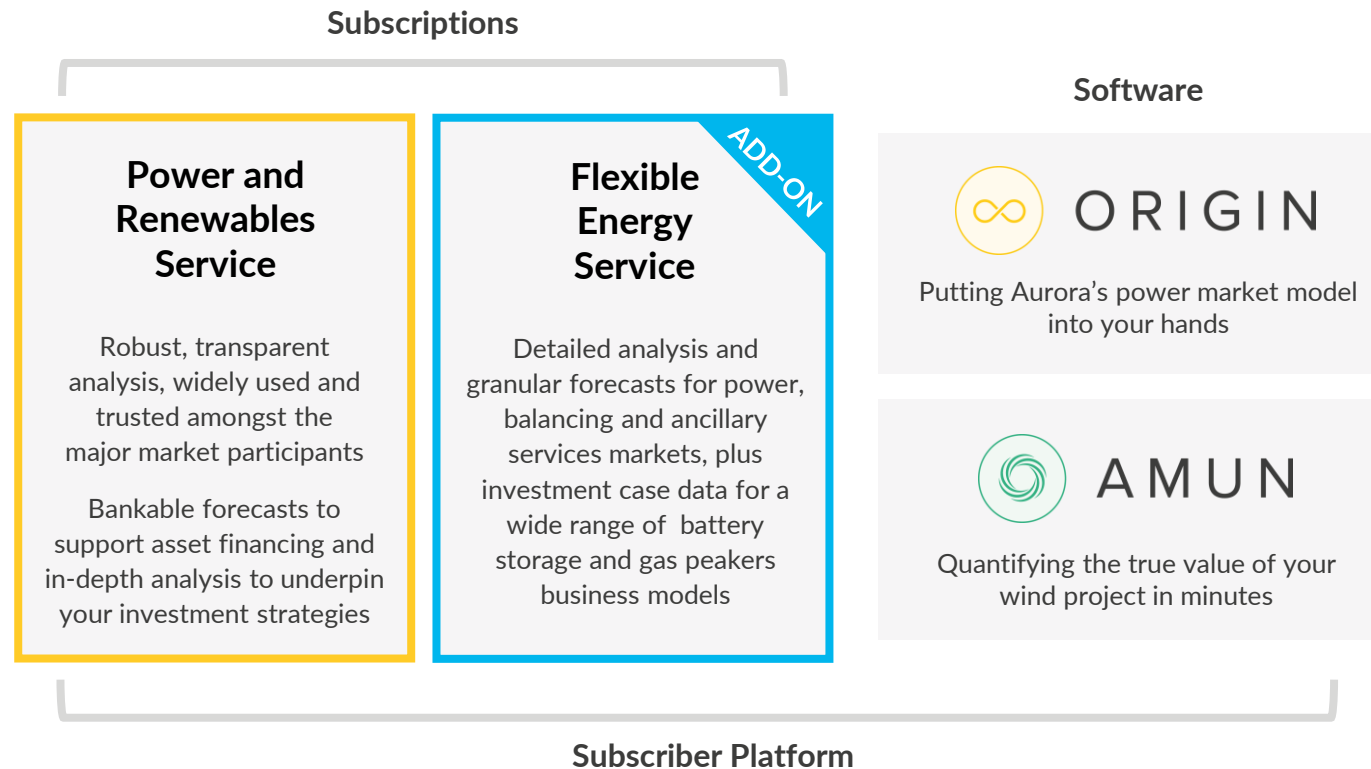 Subscriptions
Power and
Renewables
Service
Robust, transparent
analysis, widely used and
trusted amongst the
major market participants
Bankable forecasts to
support asset financing and
in-depth analysis to underpin
your investment strategies
ADD-ON
Flexible
Energy
Service
Detailed analysis and
granular forecasts for power,
balancing and ancillary
services markets, plus
investment case data for a
wide range of battery
storage and gas peakers
business models
Software
ORIGIN
Putting Aurora’s power market model
into your hands
AMUN
Quantifying the true value of your
wind project in minutes
Subscriber Platform